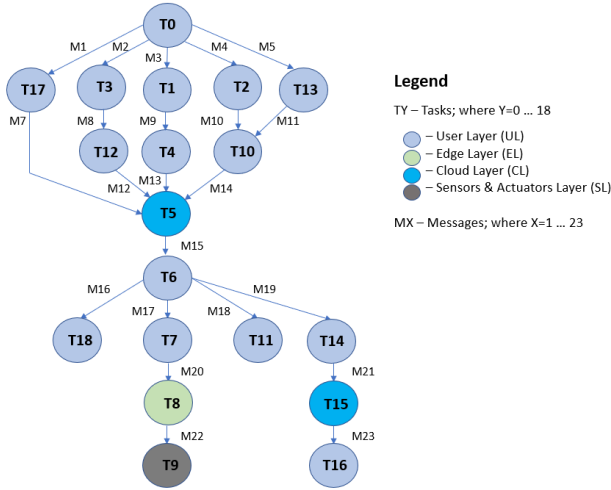 T0
M1
M2
M3
M4
M5
T17
T3
T1
T2
T13
M7
M8
M9
M10
M11
T12
T4
T10
M12
M13
M14
T5
M15
T6
M16
M17
M18
M19
T18
T7
T11
T14
M20
M21
T8
T15
M22
M23
T9
T16
Legend
TY – Tasks; where Y=0 ... 18
– User Layer (UL)
– Edge Layer (EL)
– Cloud Layer (CL)
– Sensors & Actuators Layer (SL)
MX – Messages; where X=1 ... 23